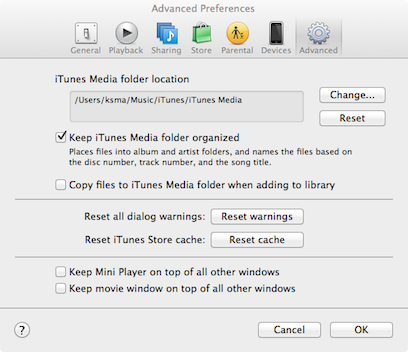 Advanced Preferences
General Playback Sharing Store Parental Devices Advanced
iTunes Media folder location
/Users/ksma/Music/iTunes/iTunes Media
Change...
Reset
Keep iTunes Media folder organized
Places files into album and artist folders, and names the files based on
the disc number, track number, and the song title.
Copy files to iTunes Media folder when adding to library
Reset all dialog warnings: Reset warnings
Reset iTunes Store cache: Reset cache
Keep Mini Player on top of all other windows
Keep movie window on top of all other windows
? Cancel OK